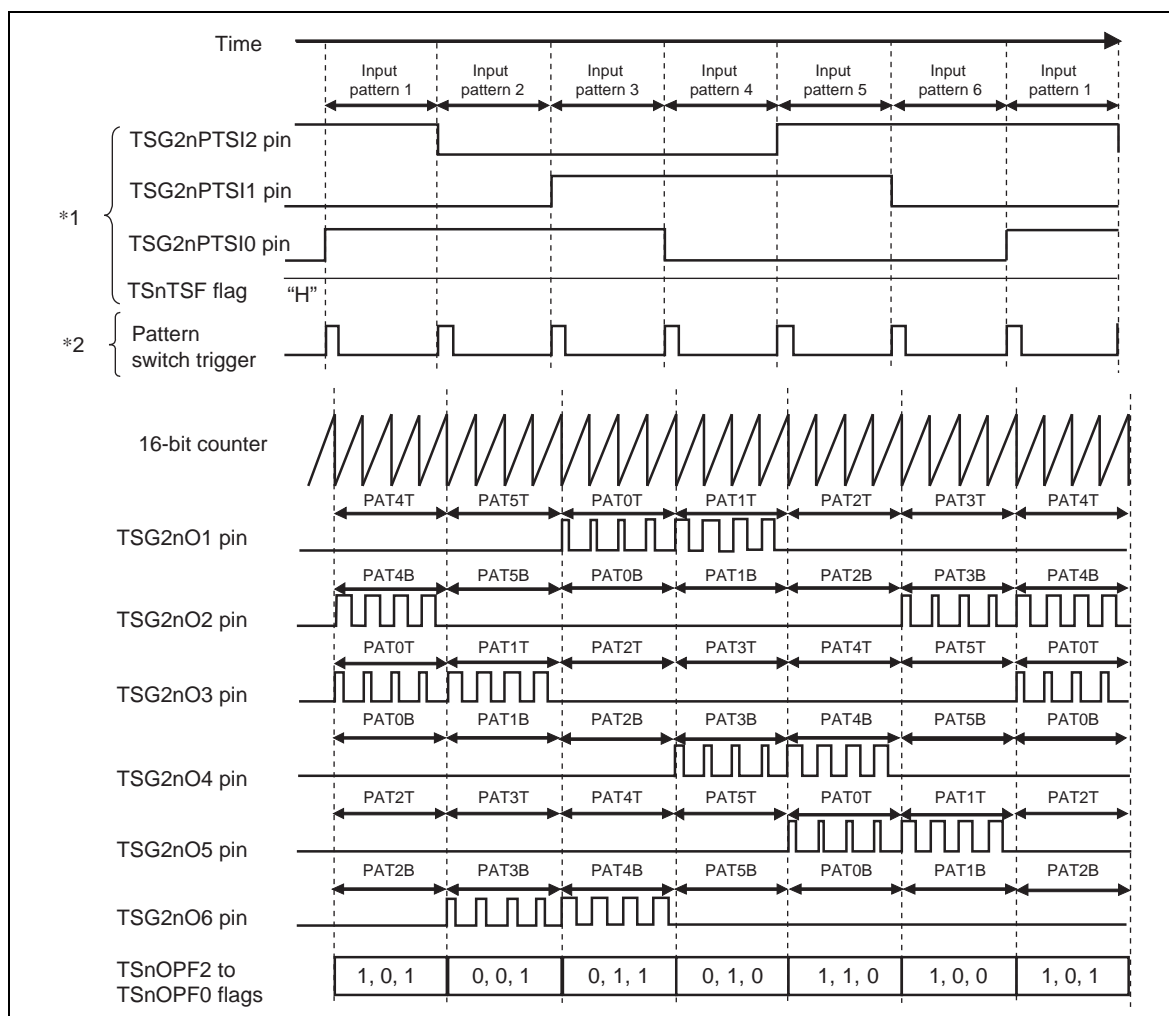 Time
Input pattern 1
Input pattern 2
Input pattern 3
Input pattern 4
Input pattern 5
Input pattern 6
Input pattern 1
*1
TSG2nPTSI2 pin
TSG2nPTSI1 pin
TSG2nPTSI0 pin
TSnTSF flag “H”
*2
Pattern
switch trigger
16-bit counter
PAT4T PAT5T PAT0T PAT1T PAT2T PAT3T PAT4T
TSG2nO1 pin
PAT4B PAT5B PAT0B PAT1B PAT2B PAT3B PAT4B
TSG2nO2 pin
PAT0T PAT1T PAT2T PAT3T PAT4T PAT5T PAT0T
TSG2nO3 pin
PAT0B PAT1B PAT2B PAT3B PAT4B PAT5B PAT0B
TSG2nO4 pin
PAT2T PAT3T PAT4T PAT5T PAT0T PAT1T PAT2T
TSG2nO5 pin
PAT2B PAT3B PAT4B PAT5B PAT0B PAT1B PAT2B
TSG2nO6 pin
TSnOPF2 to
TSnOPF0 flags
1, 0, 1 0, 0, 1 0, 1, 1 0, 1, 0 1, 1, 0 1, 0, 0 1, 0, 1